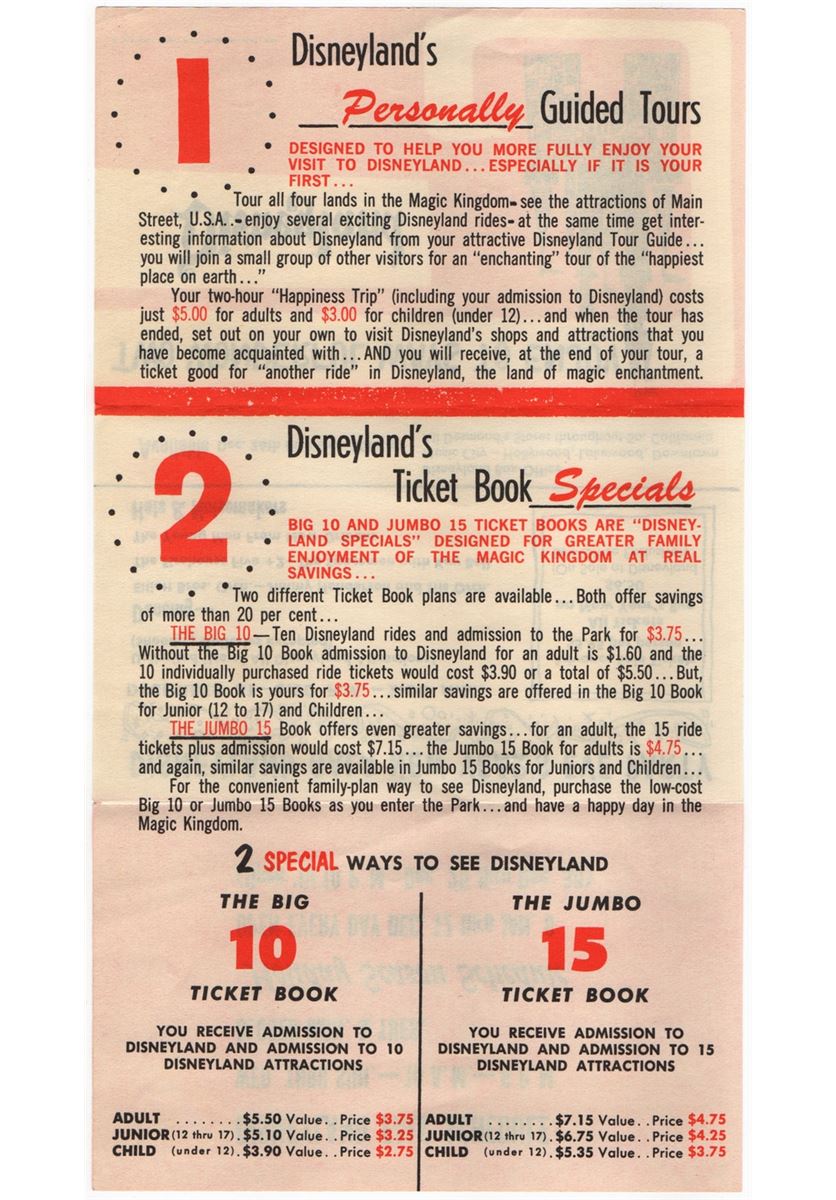 1
Disneyland's
Personally Guided Tours
DESIGNED TO HELP YOU MORE FULLY ENJOY YOUR
VISIT TO DISNEYLAND...ESPECIALLY IF IT IS YOUR
FIRST...
Tour all four lands in the Magic Kingdom-see the attractions of Main
Street, U.S.A..-enjoy several exciting Disneyland rides-at the same time get inter-
esting information about Disneyland from your attractive Disneyland Tour Guide...
you will join a small group of other visitors for an "enchanting" tour of the "happiest
place on earth..."
Your two-hour "Happiness Trip" (including your admission to Disneyland) costs
just $5.00 for adults and $3.00 for children (under 12)...and when the tour has
ended, set out on your own to visit Disneyland's shops and attractions that you
have become acquainted with...AND you will receive, at the end of your tour, a
ticket good for "another ride" in Disneyland, the land of magic enchantment.
2
Disneyland's
Ticket Book Specials
BIG 10 AND JUMBO 15 TICKET BOOKS ARE "DISNEY-
LAND SPECIALS" DESIGNED FOR GREATER FAMILY
ENJOYMENT OF THE MAGIC KINGDOM AT REAL
SAVINGS...
Two different Ticket Book plans are available...Both offer savings
of more than 20 per cent...
THE BIG 10—Ten Disneyland rides and admission to the Park for $3.75...
Without the Big 10 Book admission to Disneyland for an adult is $1.60 and the
10 individually purchased ride tickets would cost $3.90 or a total of $5.50...But,
the Big 10 Book is yours for $3.75...similar savings are offered in the Big 10 Book
for Junior (12 to 17) and Children...
THE JUMBO 15 Book offers even greater savings...for an adult, the 15 ride
tickets plus admission would cost $7.15...the Jumbo 15 Book for adults is $4.75...
and again, similar savings are available in Jumbo 15 Books for Juniors and Children...
For the convenient family-plan way to see Disneyland, purchase the low-cost
Big 10 or Jumbo 15 Books as you enter the Park...and have a happy day in the
Magic Kingdom.
2 SPECIAL WAYS TO SEE DISNEYLAND
THE BIG
10
TICKET BOOK
YOU RECEIVE ADMISSION TO
DISNEYLAND AND ADMISSION TO 10
DISNEYLAND ATTRACTIONS
ADULT ........$5.50 Value..Price $3.75
JUNIOR (12 thru 17).$5.10 Value..Price $3.25
CHILD (under 12).$3.90 Value..Price $2.75
THE JUMBO
15
TICKET BOOK
YOU RECEIVE ADMISSION TO
DISNEYLAND AND ADMISSION TO 15
DISNEYLAND ATTRACTIONS
ADULT ........$7.15 Value..Price $4.75
JUNIOR (12 thru 17).$6.75 Value..Price $4.25
CHILD (under 12).$5.35 Value..Price $3.75